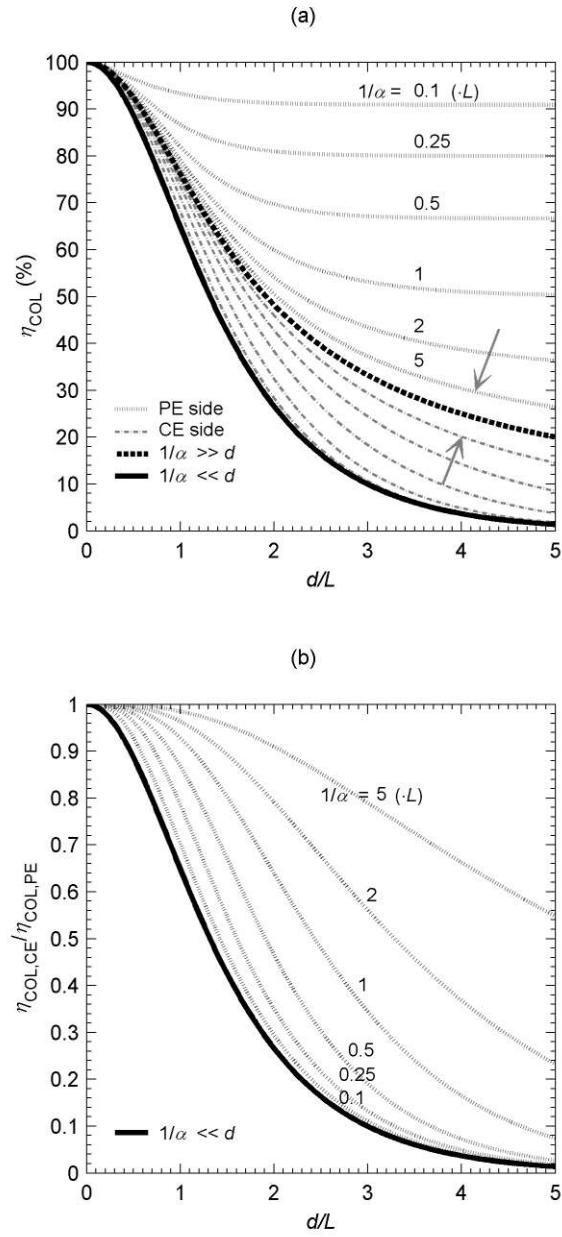 (a)
100
90
80
70
60
50
40
30
20
10
0
η_COL (%)
1/α = 0.1 (·L)
0.25
0.5
1
2
5
PE side
CE side
1/α >> d
1/α << d
0 1 2 3 4 5
d/L
(b)
1
0.9
0.8
0.7
0.6
0.5
0.4
0.3
0.2
0.1
0
η_COL,CE/η_COL,PE
1/α = 5 (·L)
2
1
0.5
0.25
0.1
1/α << d
0 1 2 3 4 5
d/L